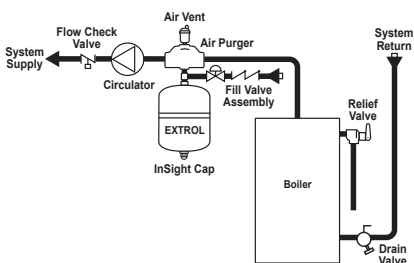 Air Vent
Flow Check
Valve
System
Supply
Circulator
Air Purger
Fill Valve
Assembly
EXTROL
InSight Cap
System
Return
Relief
Valve
Boiler
Drain
Valve